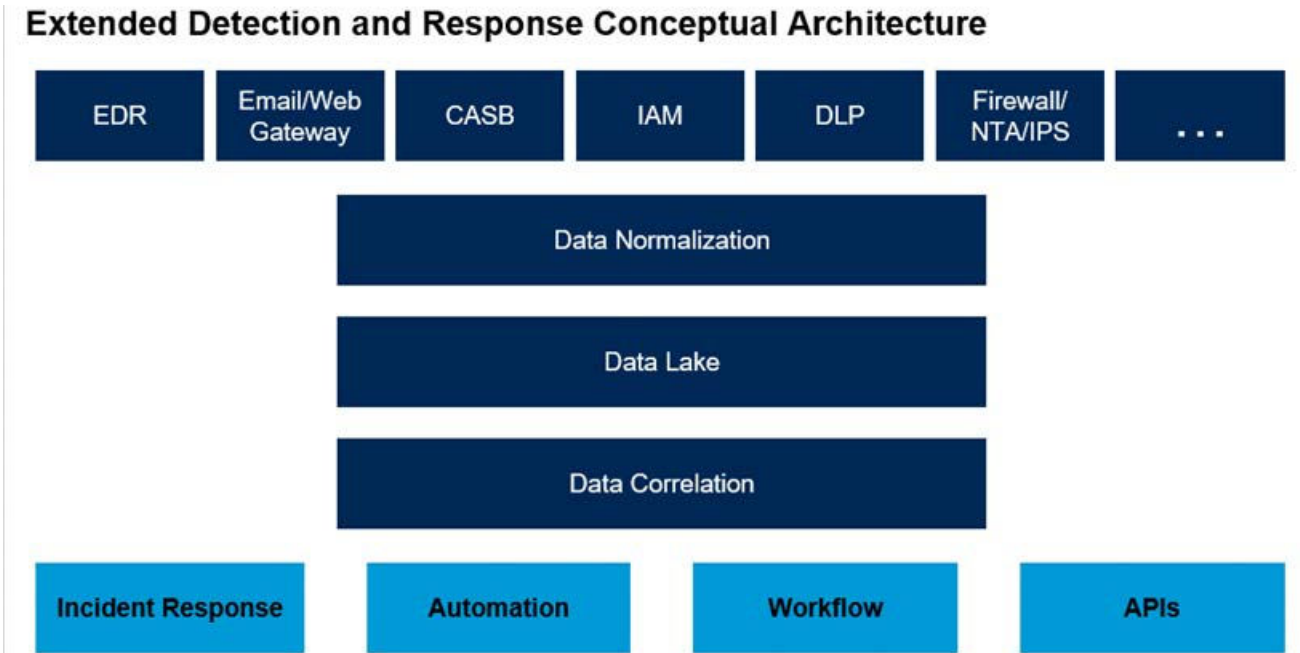 Extended Detection and Response Conceptual Architecture
EDR
Email/Web
Gateway
CASB
IAM
DLP
Firewall/
NTA/IPS
...
Data Normalization
Data Lake
Data Correlation
Incident Response
Automation
Workflow
APIs